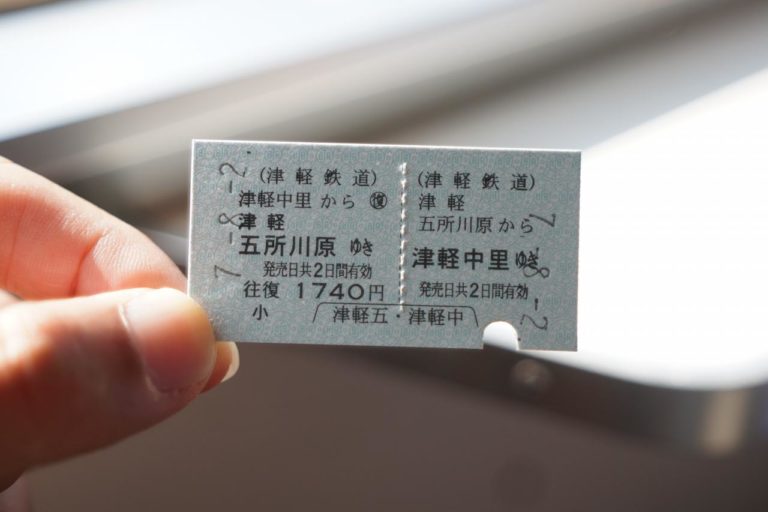 7-8-2
(津軽鉄道)
津軽中里から ㊝
津軽
五所川原 ゆき
発売日共2日間有効
往復 1740円
小
(津軽鉄道)
津軽
五所川原から
津軽中里 ゆき
発売日共2日間有効
7-8-2
津軽五・津軽中